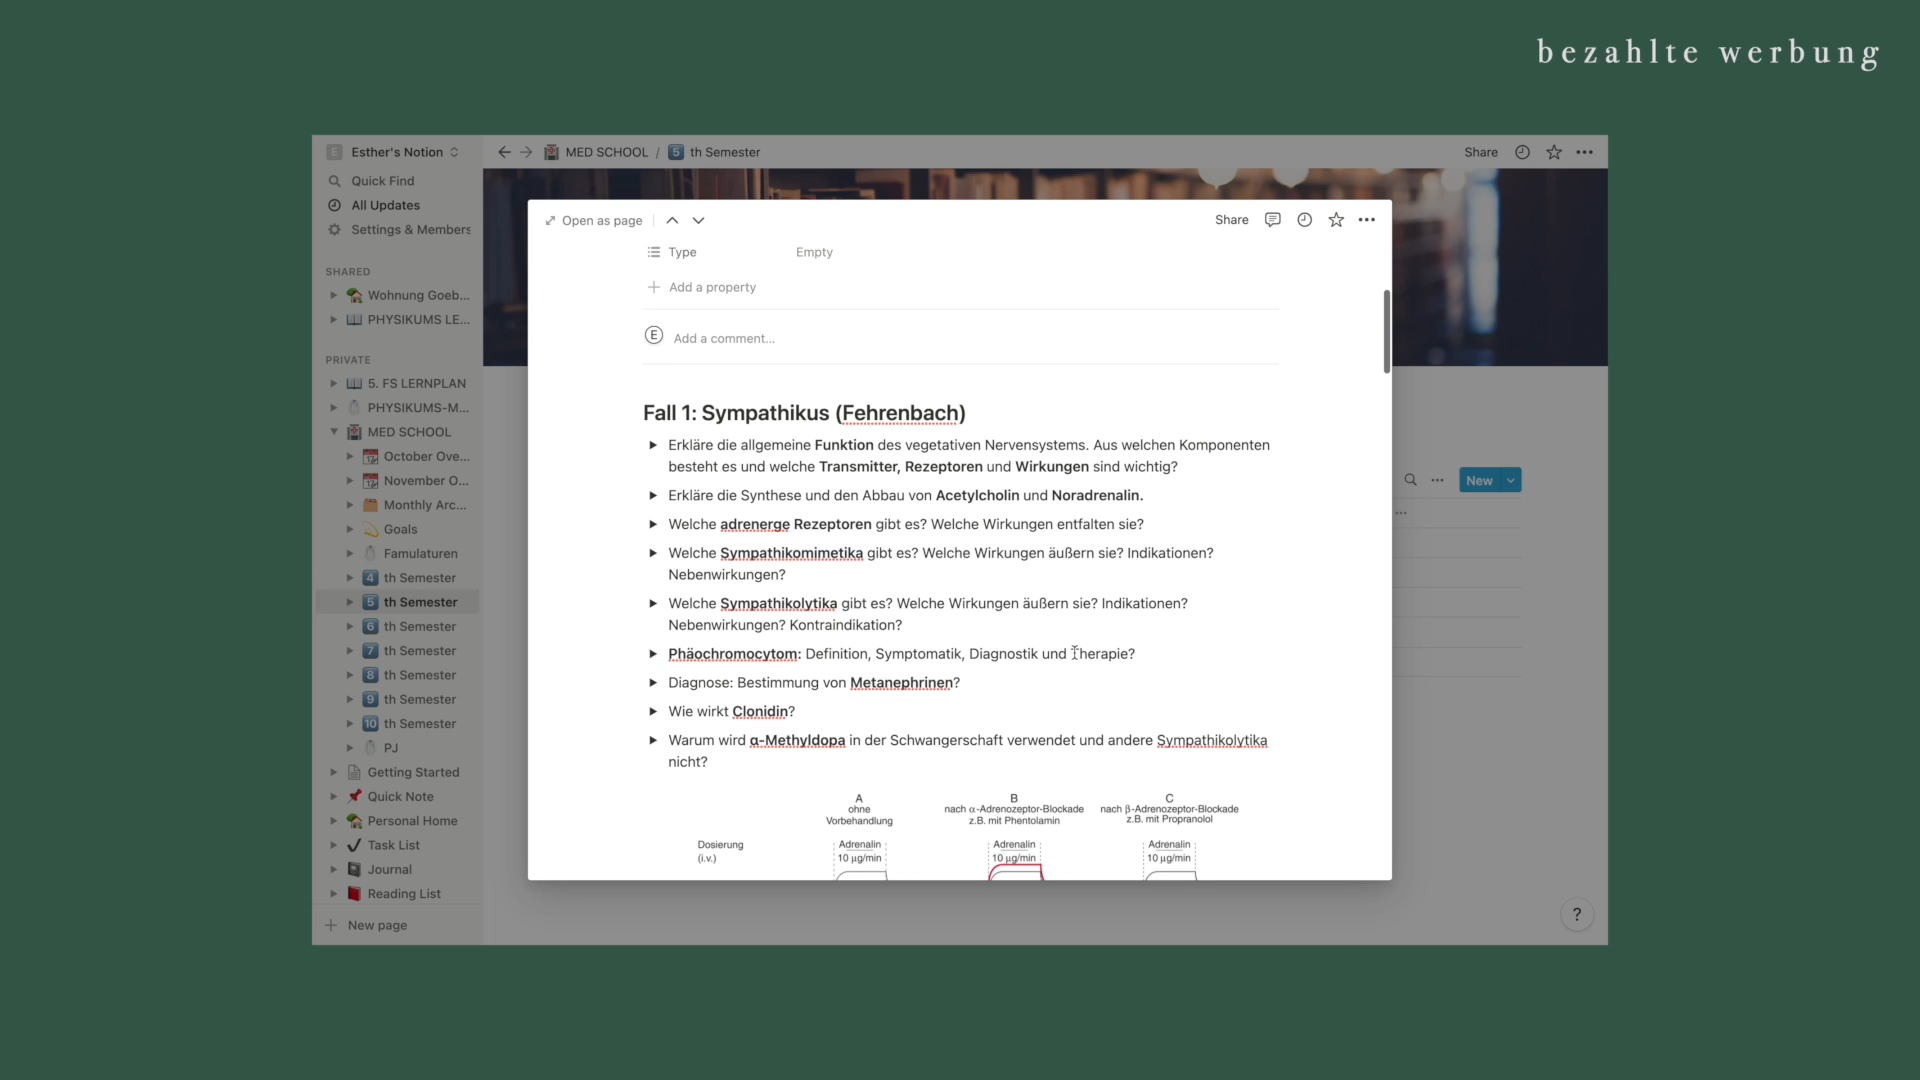 bezahlte werbung
E Esther's Notion
MED SCHOOL / 5 th Semester
Share
Quick Find
All Updates
Settings & Members
SHARED
Wohnung Goeb...
PHYSIKUMS LE...
PRIVATE
5. FS LERNPLAN
PHYSIKUMS-M...
MED SCHOOL
October Ove...
November O...
Monthly Arc...
Goals
Famulaturen
4 th Semester
5 th Semester
6 th Semester
7 th Semester
8 th Semester
9 th Semester
10 th Semester
PJ
Getting Started
Quick Note
Personal Home
Task List
Journal
Reading List
New page
Open as page
Share
Type Empty
Add a property
E Add a comment...
Fall 1: Sympathikus (Fehrenbach)
Erkläre die allgemeine Funktion des vegetativen Nervensystems. Aus welchen Komponenten
besteht es und welche Transmitter, Rezeptoren und Wirkungen sind wichtig?
Erkläre die Synthese und den Abbau von Acetylcholin und Noradrenalin.
Welche adrenerge Rezeptoren gibt es? Welche Wirkungen entfalten sie?
Welche Sympathikomimetika gibt es? Welche Wirkungen äußern sie? Indikationen?
Nebenwirkungen?
Welche Sympathikolytika gibt es? Welche Wirkungen äußern sie? Indikationen?
Nebenwirkungen? Kontraindikation?
Phäochromocytom: Definition, Symptomatik, Diagnostik und Therapie?
Diagnose: Bestimmung von Metanephrinen?
Wie wirkt Clonidin?
Warum wird α-Methyldopa in der Schwangerschaft verwendet und andere Sympathikolytika
nicht?
A
ohne
Vorbehandlung
B
nach α-Adrenozeptor-Blockade
z.B. mit Phentolamin
C
nach β-Adrenozeptor-Blockade
z.B. mit Propranolol
Dosierung
(i.v.)
Adrenalin
10 µg/min
Adrenalin
10 µg/min
Adrenalin
10 µg/min
New
?